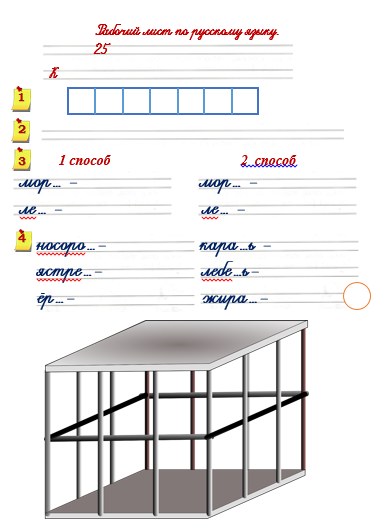 Рабочий лист по русскому языку.
25
К
1
2
3 1 способ 2 способ
мор... – мор... –
ле... – ле... –
4 носоро...– кара...ь –
ястре...– лебе...ь –
ёр...– жира...–